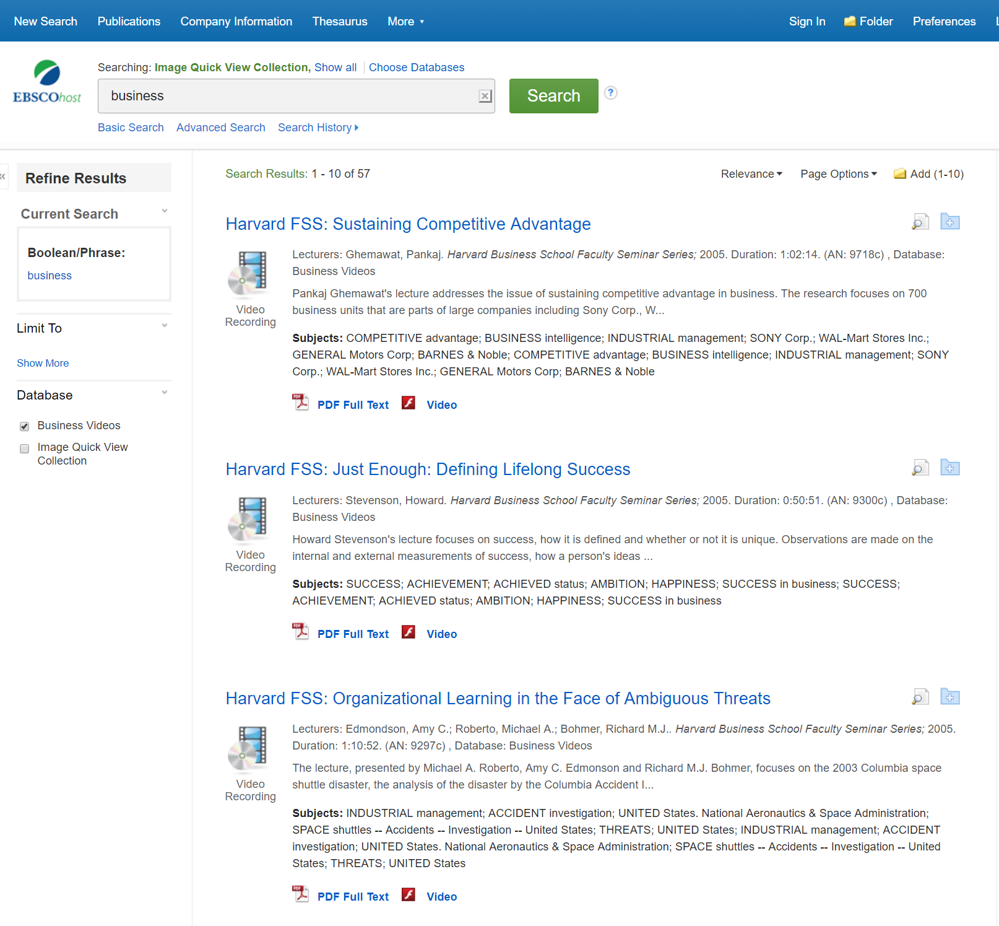 New Search Publications Company Information Thesaurus More Sign In Folder Preferences
Searching: Image Quick View Collection, Show all Choose Databases
EBSCOhost
business
Search
?
Basic Search Advanced Search Search History
Refine Results
Current Search
Boolean/Phrase:
business
Limit To
Show More
Database
Business Videos
Image Quick View
Collection
Search Results: 1 - 10 of 57 Relevance Page Options Add (1-10)
Harvard FSS: Sustaining Competitive Advantage
Video
Recording
Lecturers: Ghemawat, Pankaj. Harvard Business School Faculty Seminar Series; 2005. Duration: 1:02:14. (AN: 9718c) , Database:
Business Videos
Pankaj Ghemawat's lecture addresses the issue of sustaining competitive advantage in business. The research focuses on 700
business units that are parts of large companies including Sony Corp., W...
Subjects: COMPETITIVE advantage; BUSINESS intelligence; INDUSTRIAL management; SONY Corp.; WAL-Mart Stores Inc.;
GENERAL Motors Corp; BARNES & Noble; COMPETITIVE advantage; BUSINESS intelligence; INDUSTRIAL management; SONY
Corp.; WAL-Mart Stores Inc.; GENERAL Motors Corp; BARNES & Noble
PDF Full Text Video
Harvard FSS: Just Enough: Defining Lifelong Success
Video
Recording
Lecturers: Stevenson, Howard. Harvard Business School Faculty Seminar Series; 2005. Duration: 0:50:51. (AN: 9300c) , Database:
Business Videos
Howard Stevenson's lecture focuses on success, how it is defined and whether or not it is unique. Observations are made on the
internal and external measurements of success, how a person's ideas ...
Subjects: SUCCESS; ACHIEVEMENT; ACHIEVED status; AMBITION; HAPPINESS; SUCCESS in business; SUCCESS;
ACHIEVEMENT; ACHIEVED status; AMBITION; HAPPINESS; SUCCESS in business
PDF Full Text Video
Harvard FSS: Organizational Learning in the Face of Ambiguous Threats
Video
Recording
Lecturers: Edmondson, Amy C.; Roberto, Michael A.; Bohmer, Richard M.J.. Harvard Business School Faculty Seminar Series; 2005.
Duration: 1:10:52. (AN: 9297c) , Database: Business Videos
The lecture, presented by Michael A. Roberto, Amy C. Edmonson and Richard M.J. Bohmer, focuses on the 2003 Columbia space
shuttle disaster, the analysis of the disaster by the Columbia Accident I...
Subjects: INDUSTRIAL management; ACCIDENT investigation; UNITED States. National Aeronautics & Space Administration;
SPACE shuttles -- Accidents -- Investigation -- United States; THREATS; UNITED States; INDUSTRIAL management; ACCIDENT
investigation; UNITED States. National Aeronautics & Space Administration; SPACE shuttles -- Accidents -- Investigation -- United
States; THREATS; UNITED States
PDF Full Text Video